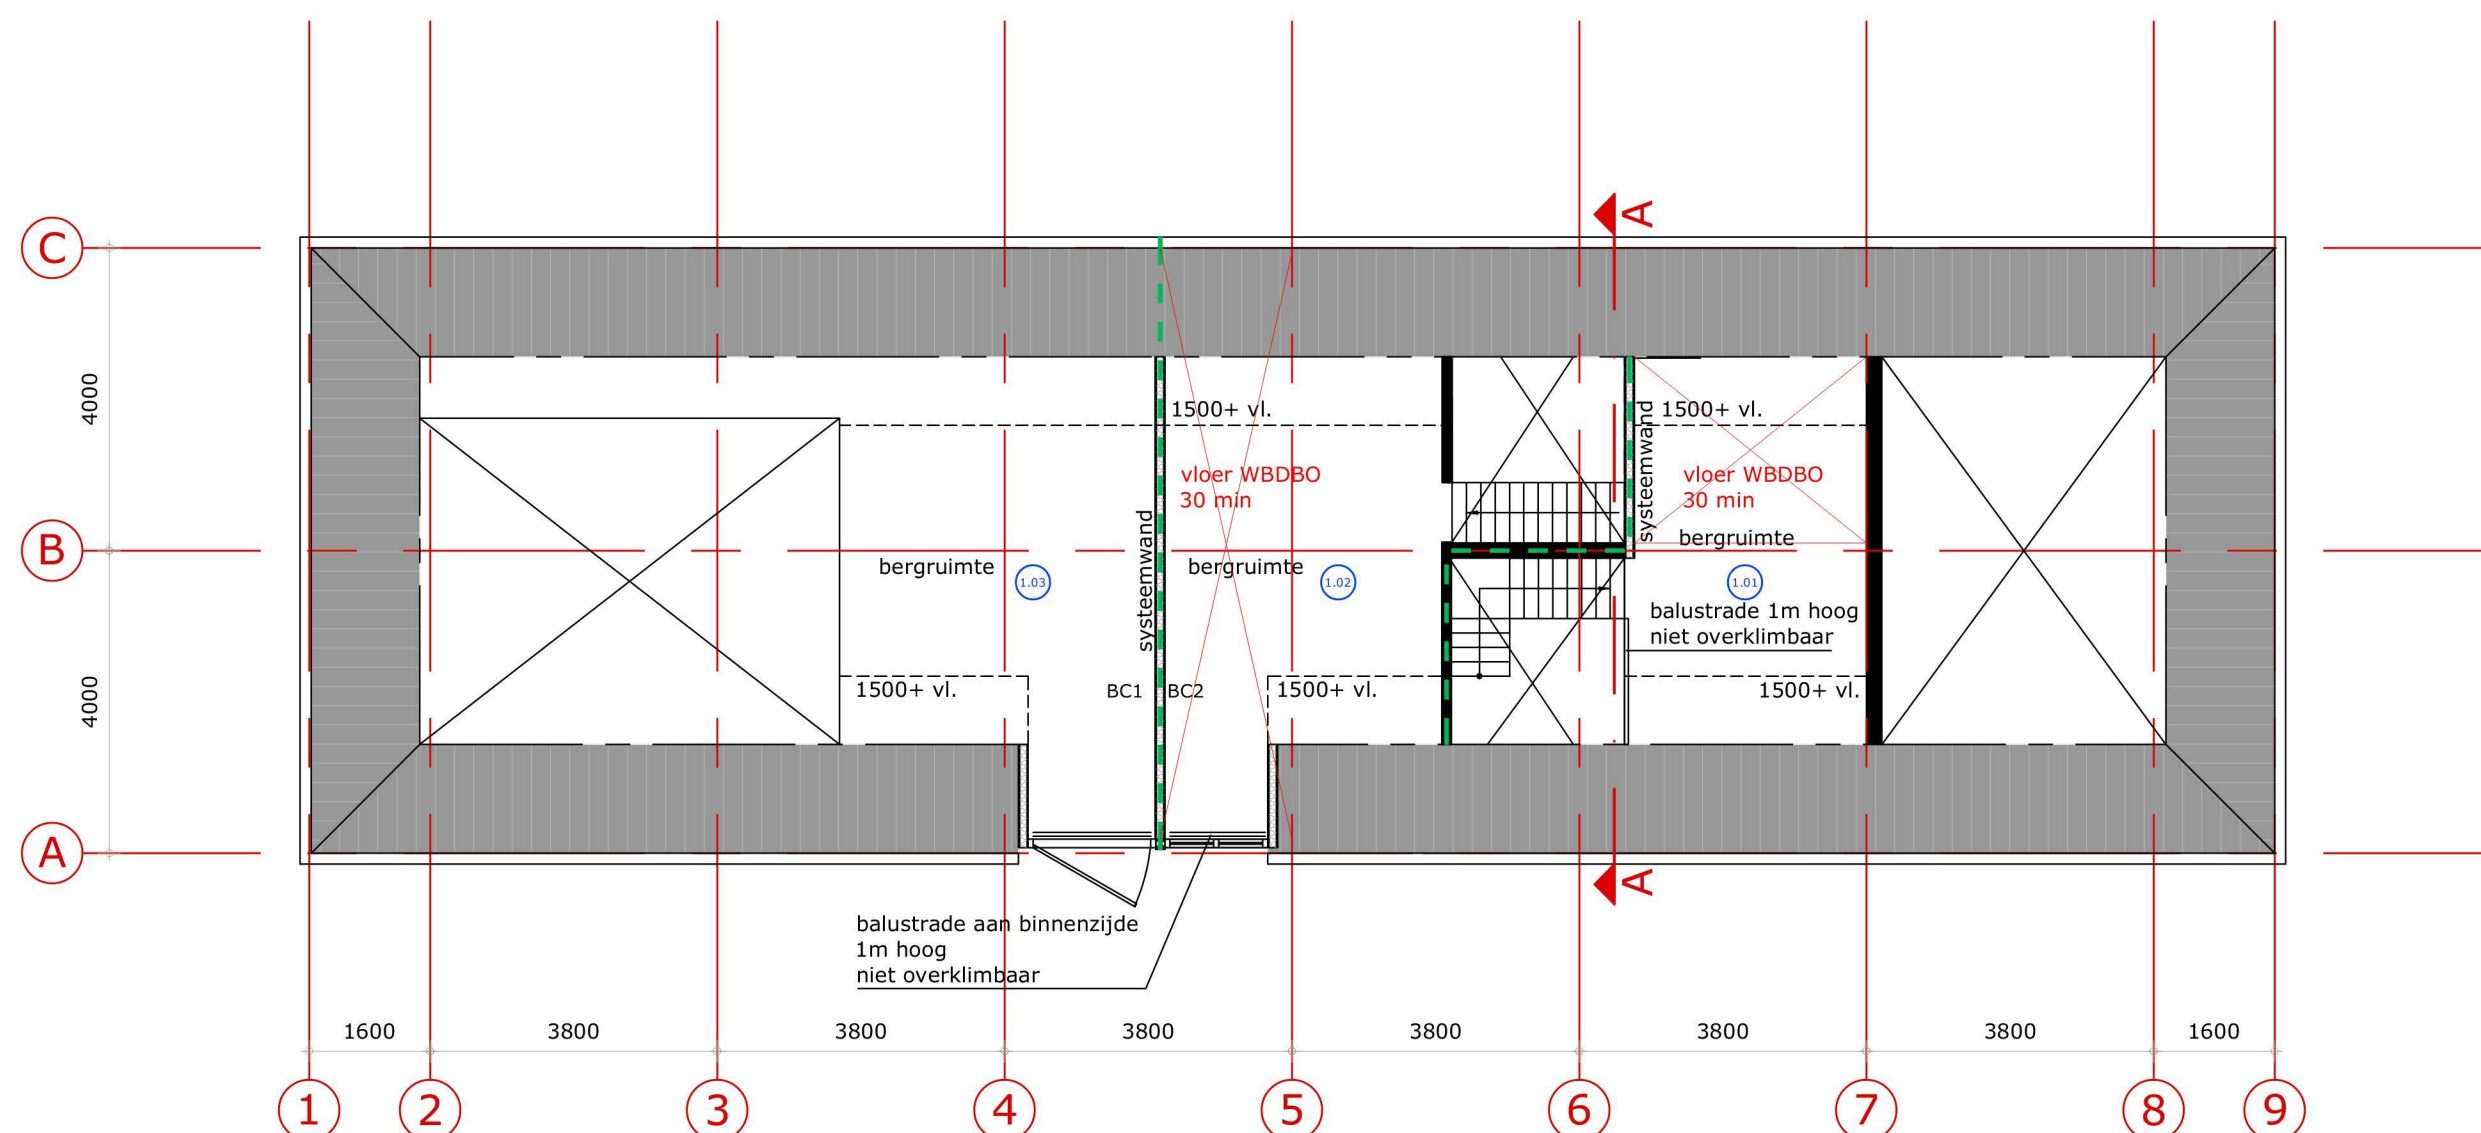 A
C
4000
1500+ vl.
systeemwand
1500+ vl.
vloer WBDBO
30 min
vloer WBDBO
30 min
systeemwand
bergruimte
B
bergruimte
1.03
bergruimte
1.02
1.01
balustrade 1m hoog
niet overklimbaar
4000
1500+ vl.
BC1
BC2
1500+ vl.
1500+ vl.
A
A
balustrade aan binnenzijde
1m hoog
niet overklimbaar
1600
3800
3800
3800
3800
3800
3800
1600
1
2
3
4
5
6
7
8
9